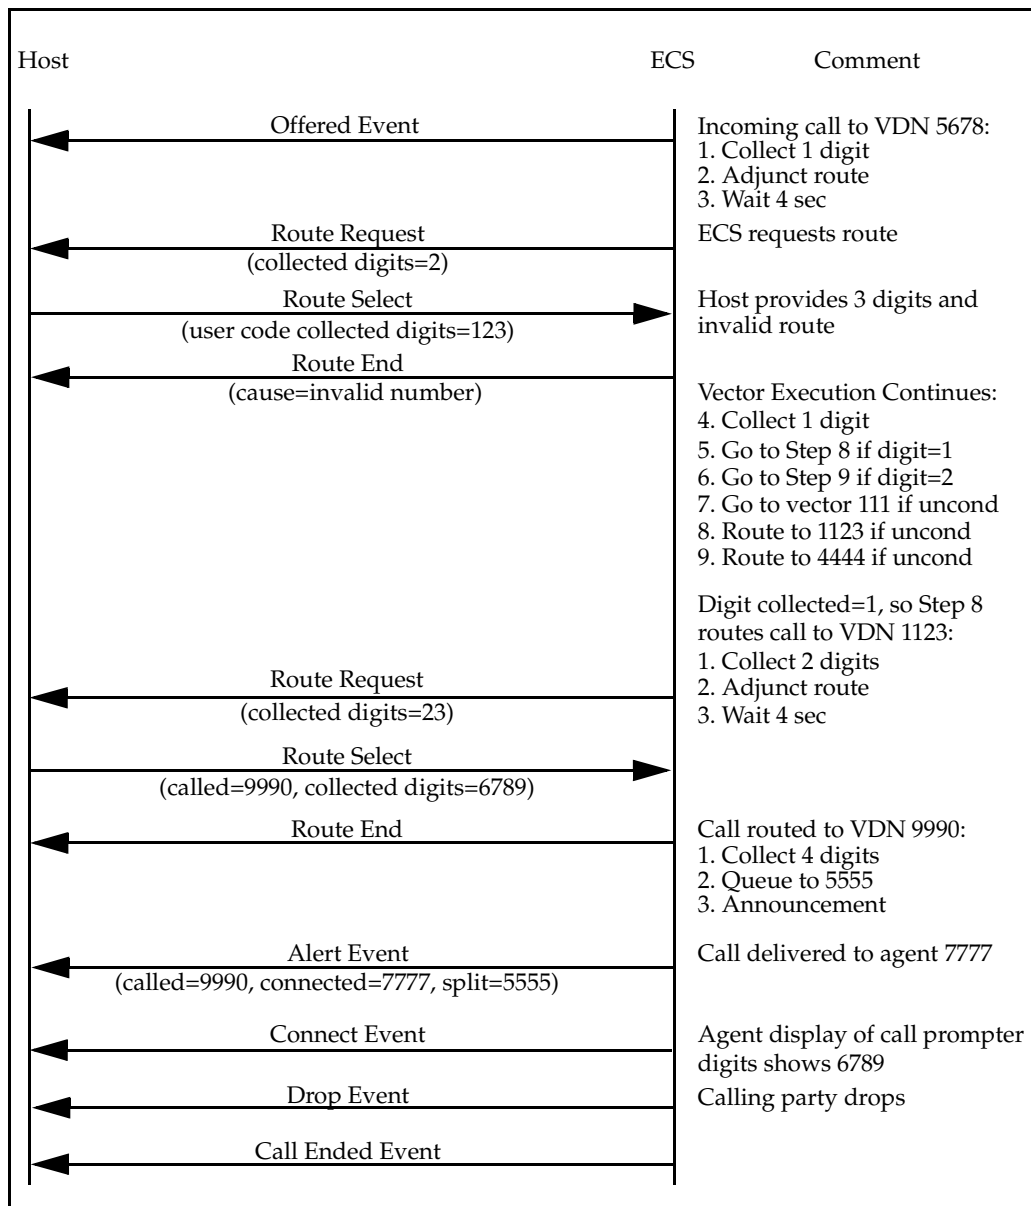 Host ECS Comment
Offered Event
Incoming call to VDN 5678:
1. Collect 1 digit
2. Adjunct route
3. Wait 4 sec
Route Request
(collected digits=2)
ECS requests route
Route Select
(user code collected digits=123)
Host provides 3 digits and
invalid route
Route End
(cause=invalid number)
Vector Execution Continues:
4. Collect 1 digit
5. Go to Step 8 if digit=1
6. Go to Step 9 if digit=2
7. Go to vector 111 if uncond
8. Route to 1123 if uncond
9. Route to 4444 if uncond
Digit collected=1, so Step 8
routes call to VDN 1123:
1. Collect 2 digits
2. Adjunct route
3. Wait 4 sec
Route Request
(collected digits=23)
Route Select
(called=9990, collected digits=6789)
Route End
Call routed to VDN 9990:
1. Collect 4 digits
2. Queue to 5555
3. Announcement
Alert Event
(called=9990, connected=7777, split=5555)
Call delivered to agent 7777
Connect Event
Agent display of call prompter
digits shows 6789
Drop Event
Calling party drops
Call Ended Event